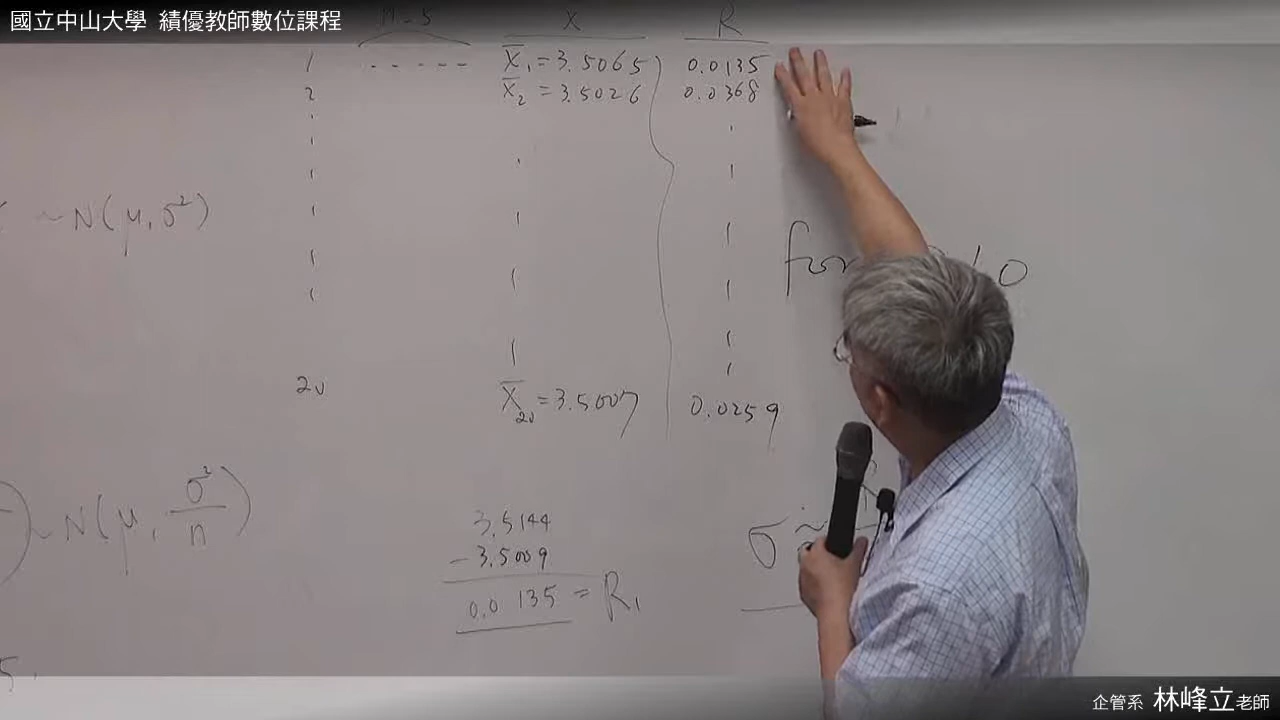 國立中山大學 績優教師數位課程
R
1 ..... X̄₁ = 3.5065 0.0135
2 X̄₂ = 3.5026 0.0368
~ N(μ, σ²)
for
20 X̄₂₀ = 3.5007 0.0259
~ N(μ, σ²/n)
3.5144
- 3.5009
0.0135 = R₁
σ
企管系 林峰立老師